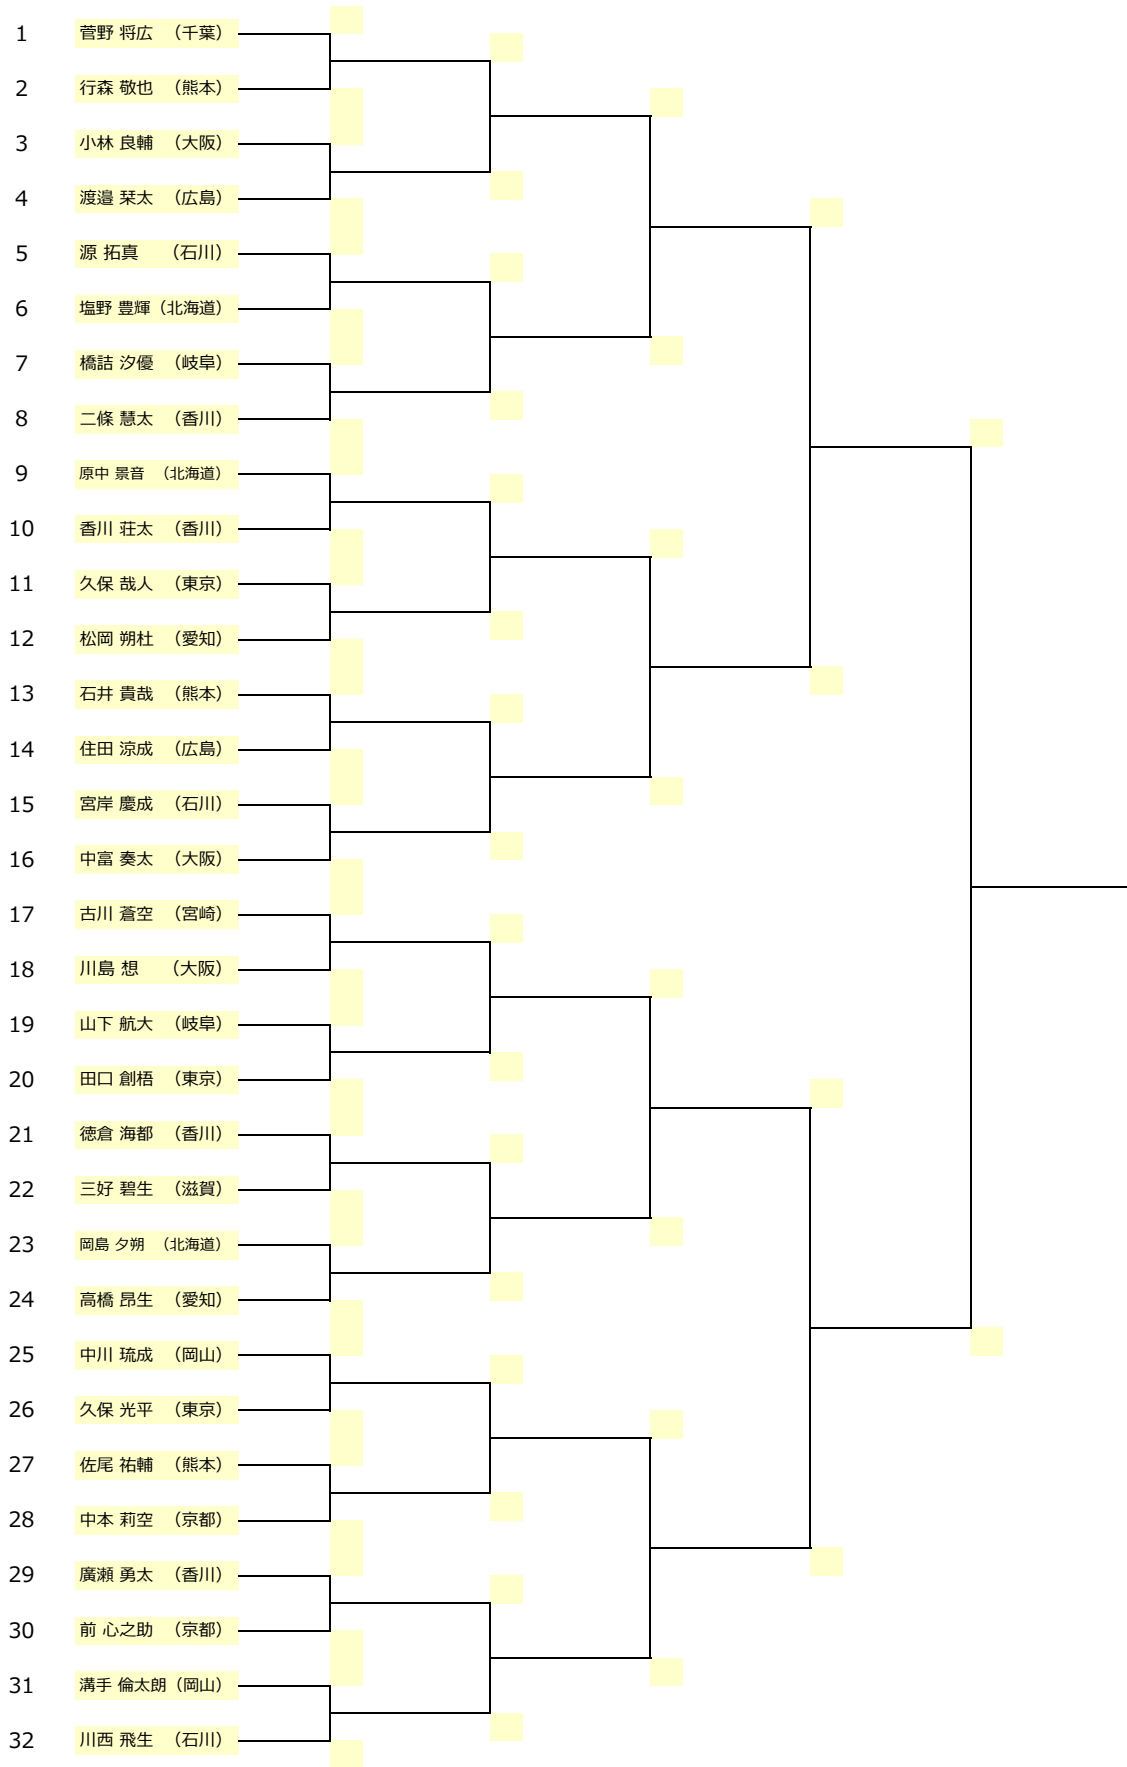 1 菅野 将広 （千葉）
2 行森 敬也 （熊本）
3 小林 良輔 （大阪）
4 渡邉 栞太 （広島）
5 源 拓真 （石川）
6 塩野 豊輝（北海道）
7 橋詰 汐優 （岐阜）
8 二條 慧太 （香川）
9 原中 景音 （北海道）
10 香川 荘太 （香川）
11 久保 哉人 （東京）
12 松岡 朔杜 （愛知）
13 石井 貴哉 （熊本）
14 住田 涼成 （広島）
15 宮岸 慶成 （石川）
16 中富 奏太 （大阪）
17 古川 蒼空 （宮崎）
18 川島 想 （大阪）
19 山下 航大 （岐阜）
20 田口 創梧 （東京）
21 徳倉 海都 （香川）
22 三好 碧生 （滋賀）
23 岡島 夕朔 （北海道）
24 高橋 昂生 （愛知）
25 中川 琉成 （岡山）
26 久保 光平 （東京）
27 佐尾 祐輔 （熊本）
28 中本 莉空 （京都）
29 廣瀬 勇太 （香川）
30 前 心之助 （京都）
31 溝手 倫太朗（岡山）
32 川西 飛生 （石川）